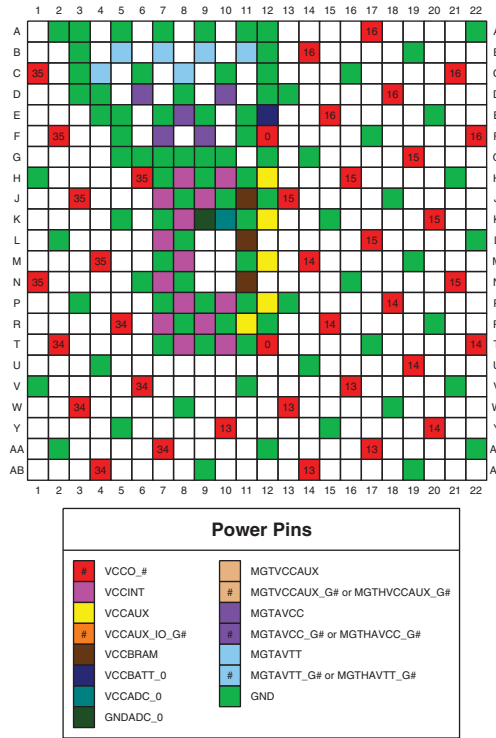 1 2 3 4 5 6 7 8 9 10 11 12 13 14 15 16 17 18 19 20 21 22
A 16
B 16
C 35 16
D 16
E 16
F 35 0 16
G 15
H 35 15
J 35 15
K 15
L 15
M 35 14
N 35 15
P 14
R 34 14
T 34 0 14
U 14
V 34 13
W 34 13
Y 13 14
AA 34 13
AB 34 13
1 2 3 4 5 6 7 8 9 10 11 12 13 14 15 16 17 18 19 20 21 22
Power Pins
# VCCO_#
VCCINT
VCCAUX
# VCCAUX_IO_G#
VCCBRAM
VCCBATT_0
VCCADC_0
GNDADC_0
MGTVCCAUX
# MGTVCCAUX_G# or MGTHVCCAUX_G#
MGTAVCC
# MGTAVCC_G# or MGTHAVCC_G#
MGTAVTT
# MGTAVTT_G# or MGTHAVTT_G#
GND